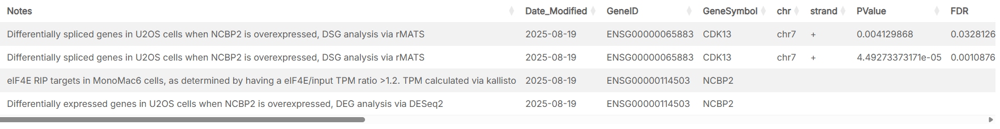 Notes Date_Modified GeneID GeneSymbol chr strand PValue FDR
Differentially spliced genes in U2OS cells when NCBP2 is overexpressed, DSG analysis via rMATS 2025-08-19 ENSG00000065883 CDK13 chr7 + 0.004129868 0.0328126
Differentially spliced genes in U2OS cells when NCBP2 is overexpressed, DSG analysis via rMATS 2025-08-19 ENSG00000065883 CDK13 chr7 + 4.49273373171e-05 0.0010876
eIF4E RIP targets in MonoMac6 cells, as determined by having a eIF4E/input TPM ratio >1.2. TPM calculated via kallisto 2025-08-19 ENSG00000114503 NCBP2
Differentially expressed genes in U2OS cells when NCBP2 is overexpressed, DEG analysis via DESeq2 2025-08-19 ENSG00000114503 NCBP2